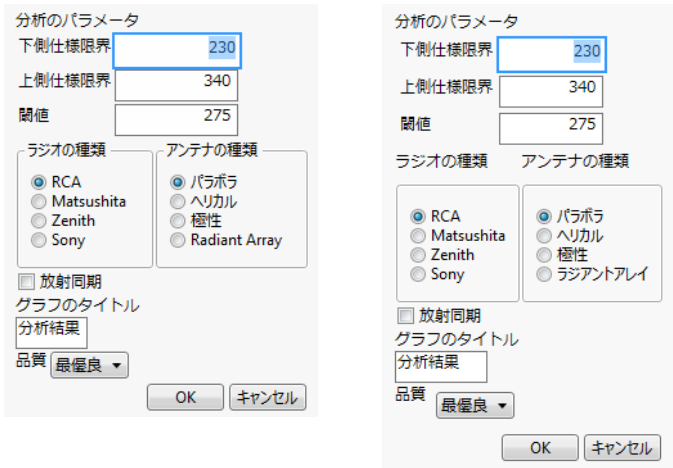 分析のパラメータ
下側仕様限界 230
上側仕様限界 340
閾値 275
ラジオの種類 アンテナの種類
RCA パラボラ
Matsushita ヘリカル
Zenith 極性
Sony Radiant Array
放射同期
グラフのタイトル
分析結果
品質 最優良
OK キャンセル
分析のパラメータ
下側仕様限界 230
上側仕様限界 340
閾値 275
ラジオの種類 アンテナの種類
RCA パラボラ
Matsushita ヘリカル
Zenith 極性
Sony ラジアントアレイ
放射同期
グラフのタイトル
分析結果
品質 最優良
OK キャンセル